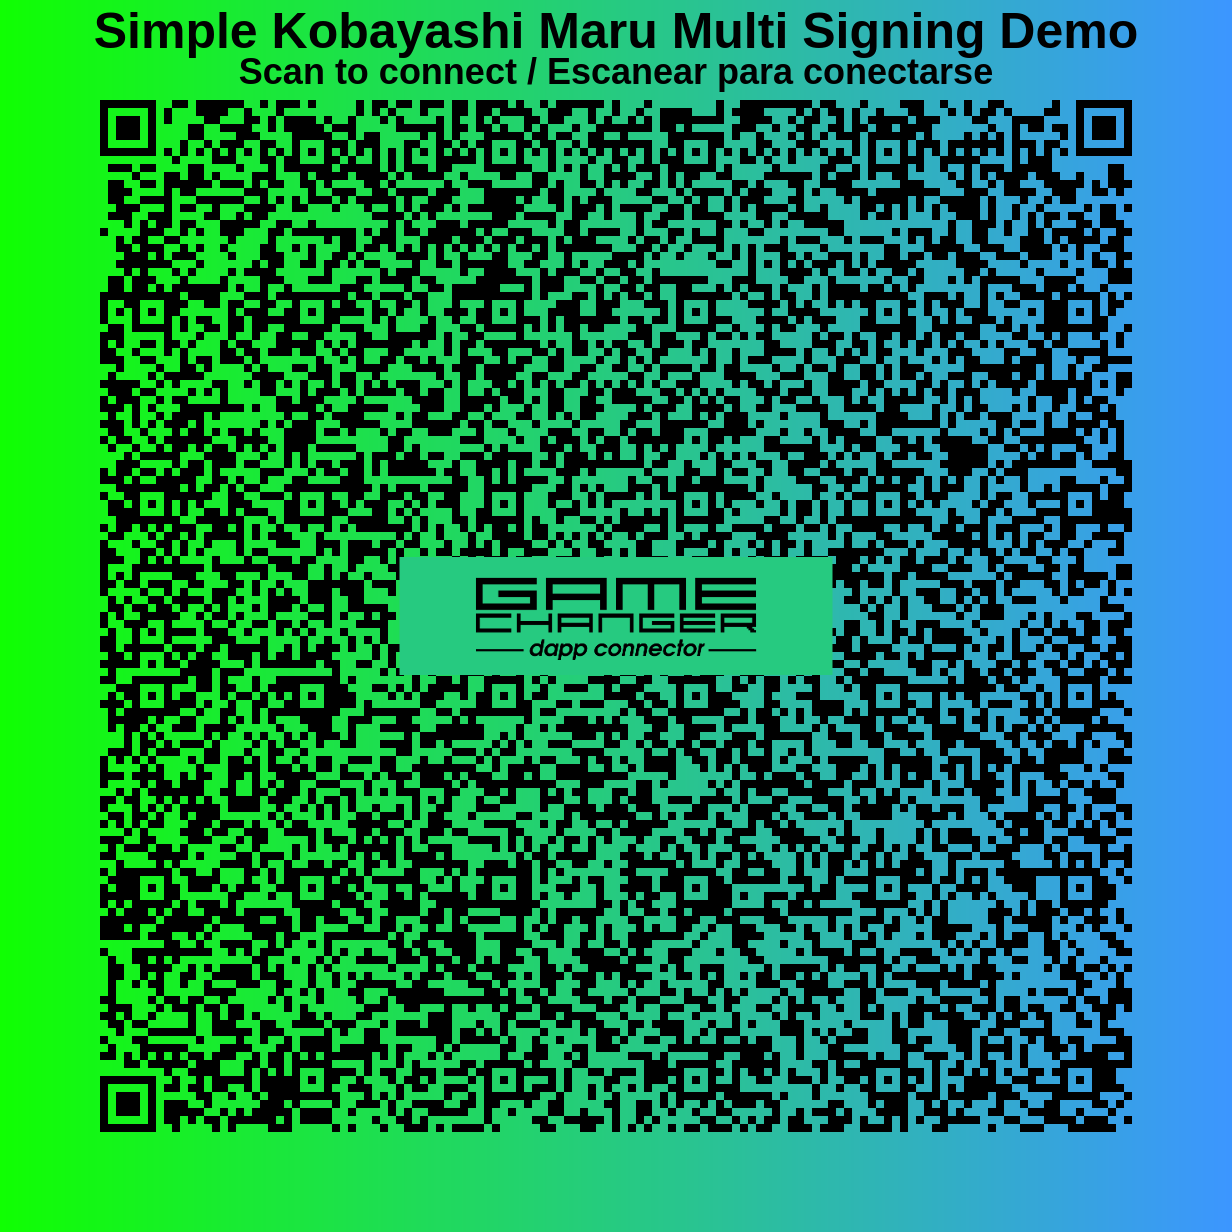 Simple Kobayashi Maru Multi Signing Demo
Scan to connect / Escanear para conectarse
GAME
CHANGER
dapp connector